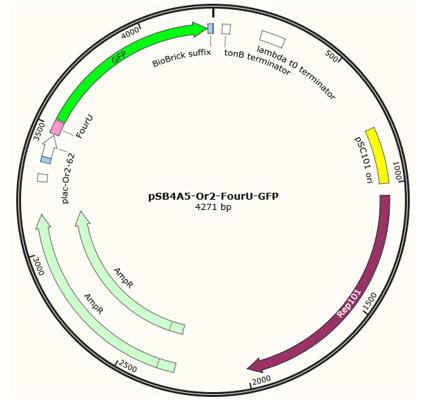 4000
500
GFP
BioBrick suffix
tonB terminator
lambda t0 terminator
3500
FourU
plac-Or2-62
pSC101 ori
1000
pSB4A5-Or2-FourU-GFP
4271 bp
3000
AmpR
AmpR
Rep101
1500
2500
2000